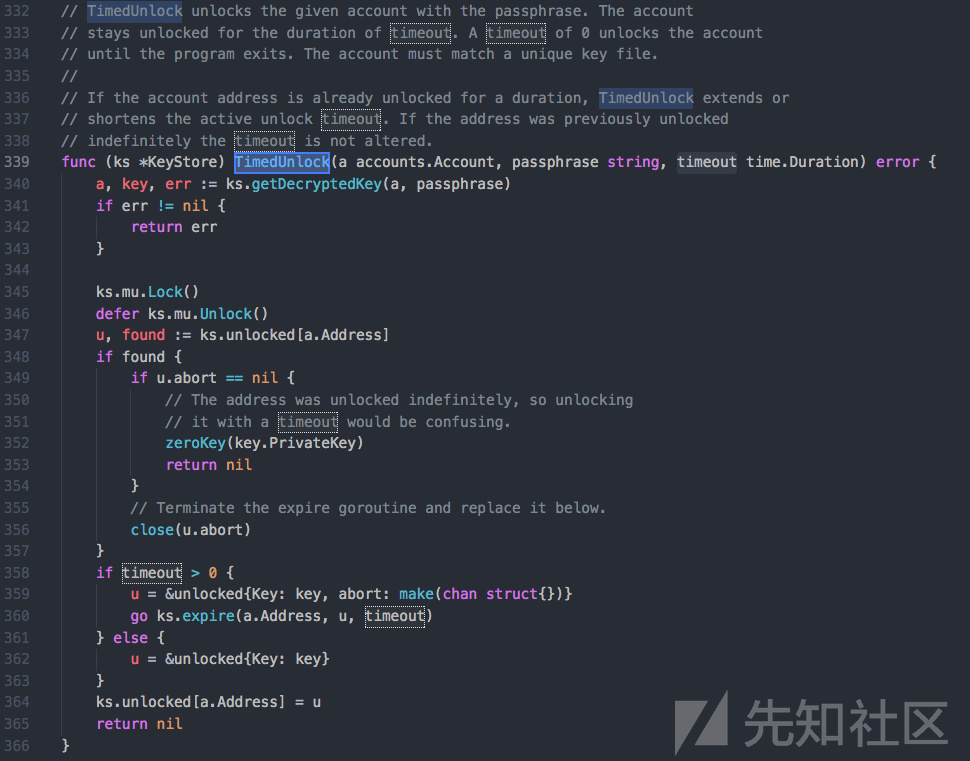 332 // TimedUnlock unlocks the given account with the passphrase. The account
333 // stays unlocked for the duration of timeout. A timeout of 0 unlocks the account
334 // until the program exits. The account must match a unique key file.
335 //
336 // If the account address is already unlocked for a duration, TimedUnlock extends or
337 // shortens the active unlock timeout. If the address was previously unlocked
338 // indefinitely the timeout is not altered.
339 func (ks *KeyStore) TimedUnlock(a accounts.Account, passphrase string, timeout time.Duration) error {
340     a, key, err := ks.getDecryptedKey(a, passphrase)
341     if err != nil {
342         return err
343     }
344
345     ks.mu.Lock()
346     defer ks.mu.Unlock()
347     u, found := ks.unlocked[a.Address]
348     if found {
349         if u.abort == nil {
350             // The address was unlocked indefinitely, so unlocking
351             // it with a timeout would be confusing.
352             zeroKey(key.PrivateKey)
353             return nil
354         }
355         // Terminate the expire goroutine and replace it below.
356         close(u.abort)
357     }
358     if timeout > 0 {
359         u = &unlocked{Key: key, abort: make(chan struct{})}
360         go ks.expire(a.Address, u, timeout)
361     } else {
362         u = &unlocked{Key: key}
363     }
364     ks.unlocked[a.Address] = u
365     return nil
366 }
先知社区